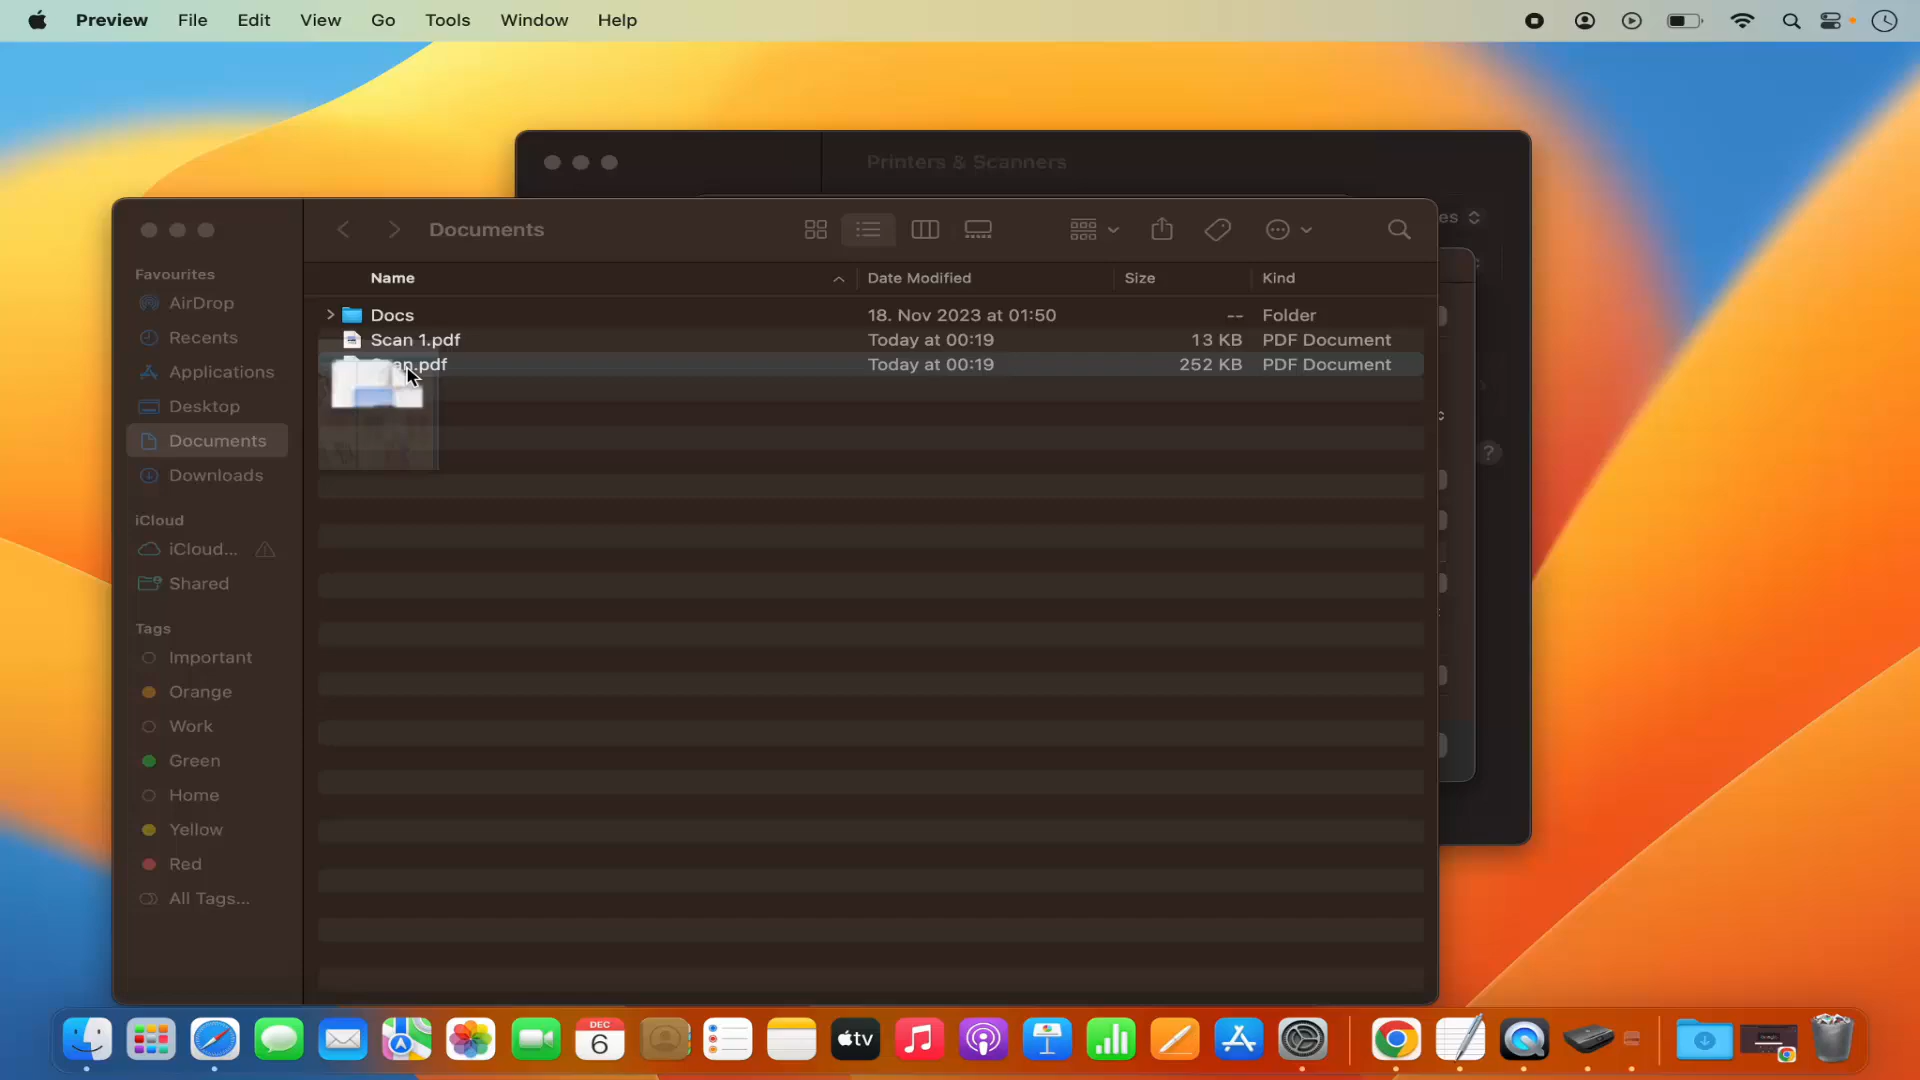 Preview File Edit View Go Tools Window Help
Printers & Scanners
Documents
es
Favourites
AirDrop
Recents
Applications
Desktop
Documents
Downloads
iCloud
iCloud...
Shared
Tags
Important
Orange
Work
Green
Home
Yellow
Red
All Tags...
Name Date Modified Size Kind
Docs 18. Nov 2023 at 01:50 -- Folder
Scan 1.pdf Today at 00:19 13 KB PDF Document
an.pdf Today at 00:19 252 KB PDF Document
?
DEC
6
tv